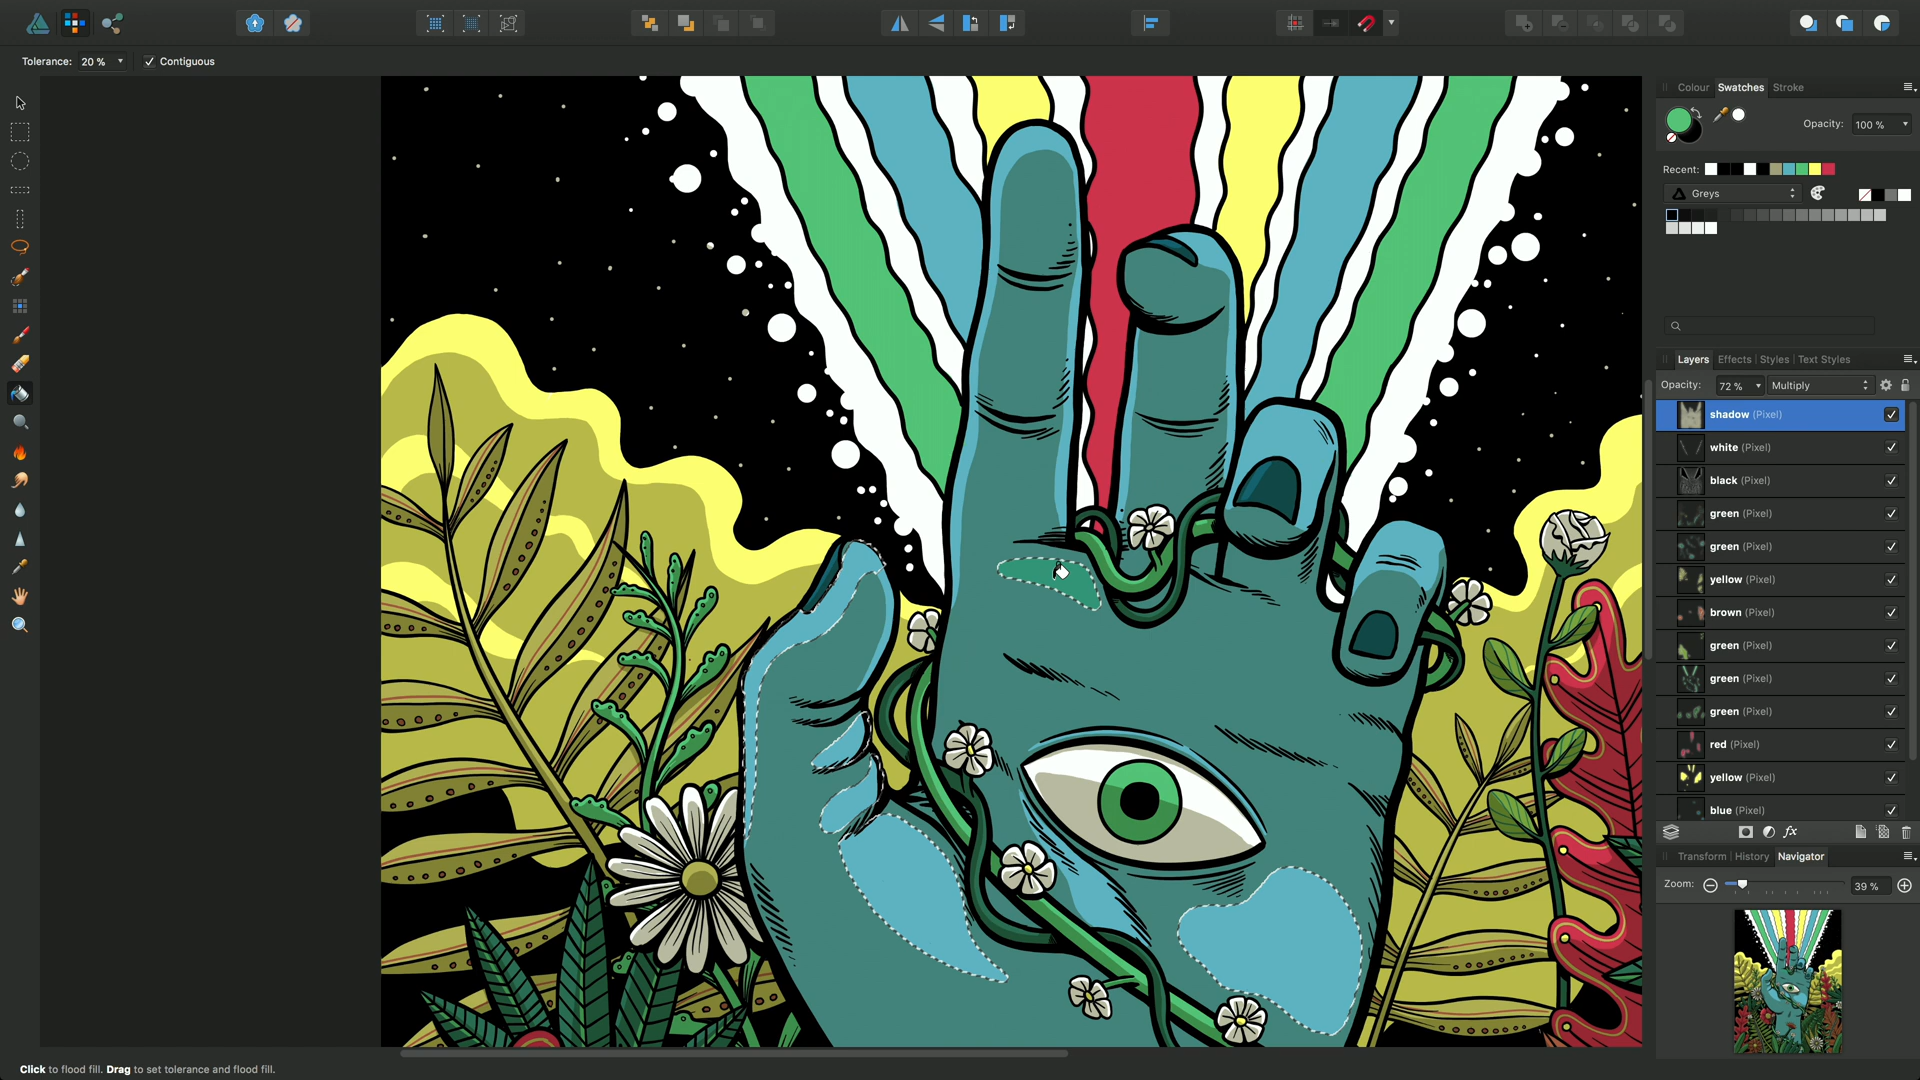 Tolerance: 20 % Contiguous
Colour Swatches Stroke
Opacity: 100 %
Recent:
Greys
Layers Effects Styles Text Styles
Opacity: 72 % Multiply
shadow (Pixel)
white (Pixel)
black (Pixel)
green (Pixel)
green (Pixel)
yellow (Pixel)
brown (Pixel)
green (Pixel)
green (Pixel)
green (Pixel)
red (Pixel)
yellow (Pixel)
blue (Pixel)
fx
Transform History Navigator
Zoom: 39 %
Click to flood fill. Drag to set tolerance and flood fill.